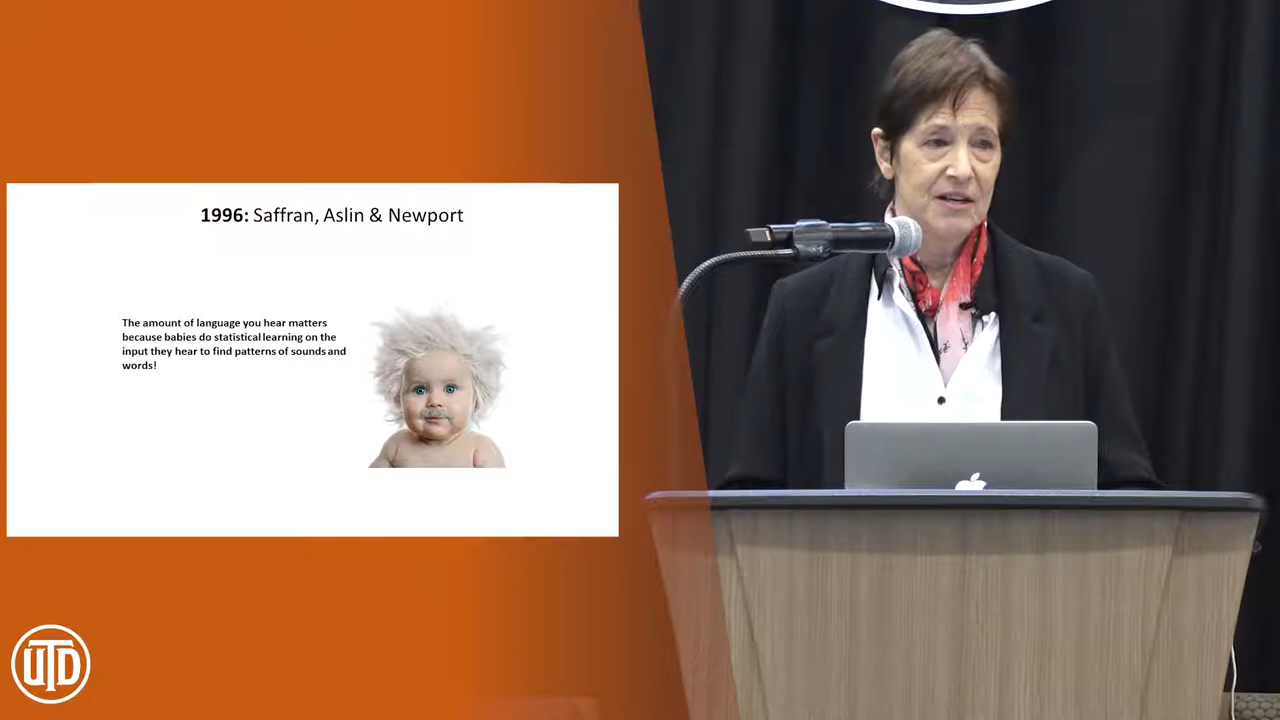 1996: Saffran, Aslin & Newport
The amount of language you hear matters
because babies do statistical learning on the
input they hear to find patterns of sounds and
words!
UTD